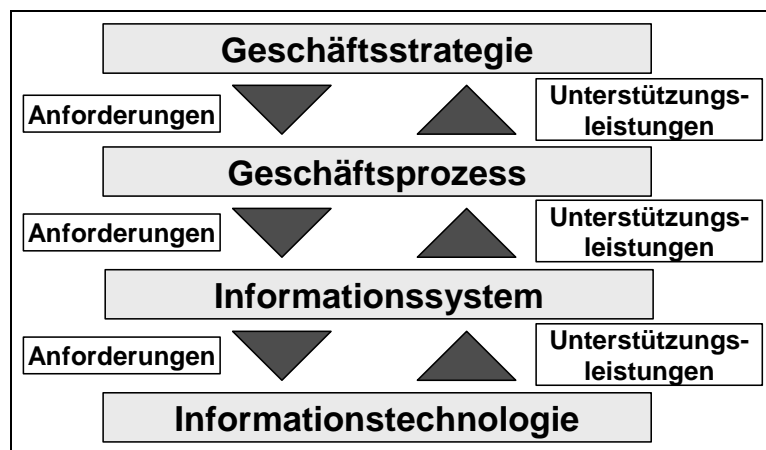 Geschäftsstrategie
Anforderungen
Unterstützungs-
leistungen
Geschäftsprozess
Anforderungen
Unterstützungs-
leistungen
Informationssystem
Anforderungen
Unterstützungs-
leistungen
Informationstechnologie